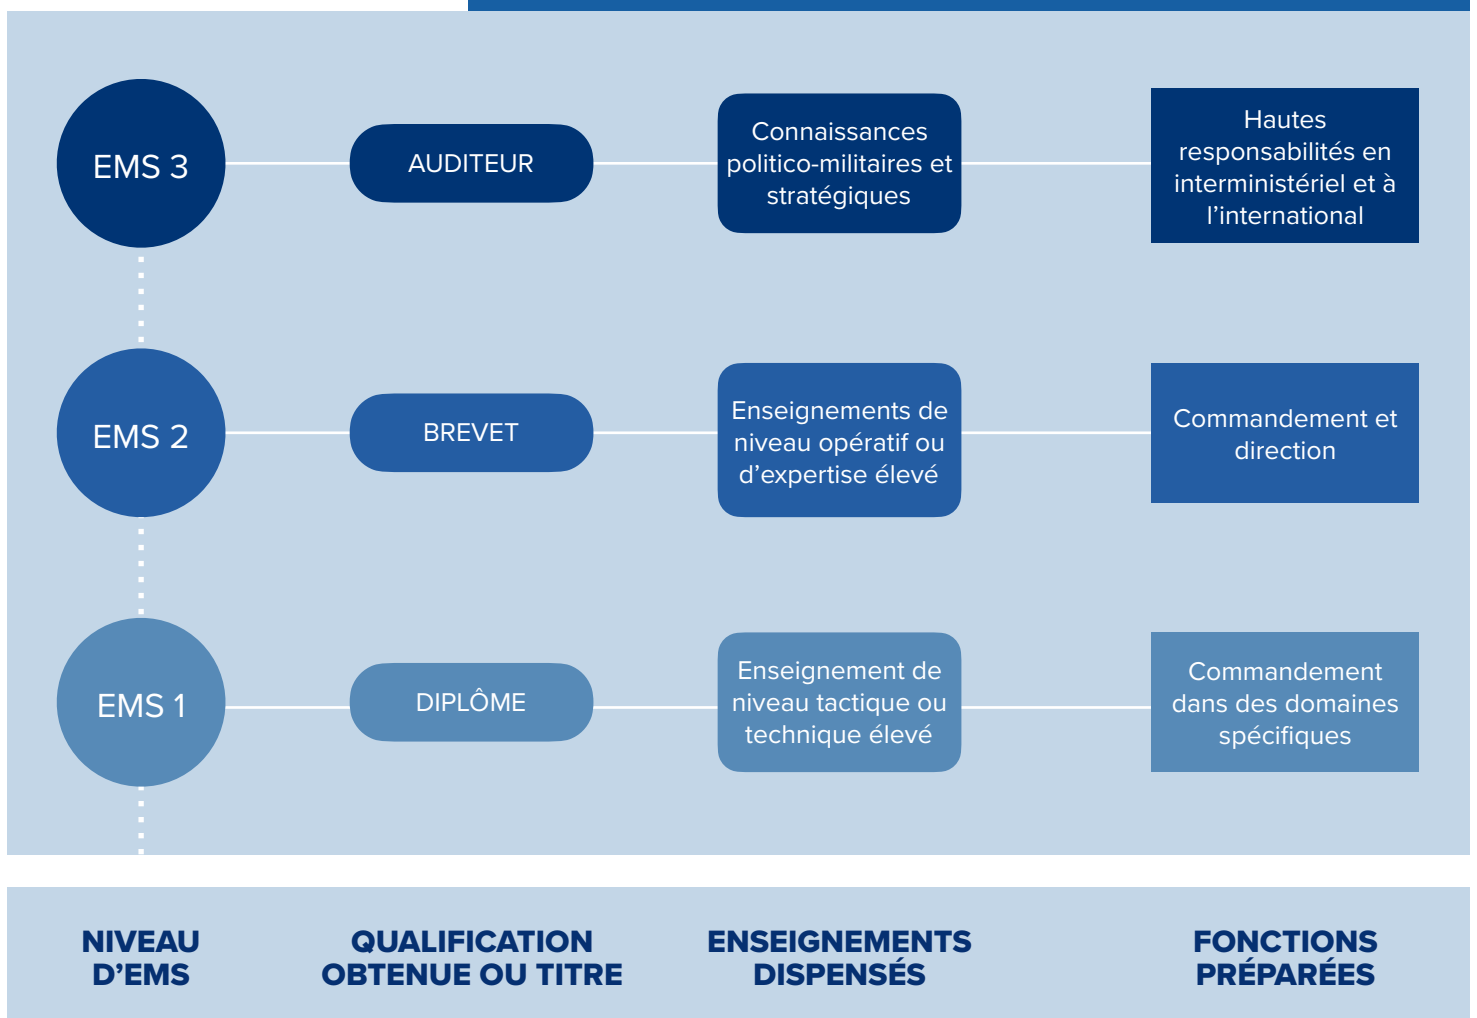 EMS 3
AUDITEUR
Connaissances
politico-militaires et
stratégiques
Hautes
responsabilités en
interministériel et à
l’international
EMS 2
BREVET
Enseignements de
niveau opératif ou
d’expertise élevé
Commandement et
direction
EMS 1
DIPLÔME
Enseignement de
niveau tactique ou
technique élevé
Commandement
dans des domaines
spécifiques
NIVEAU
D’EMS
QUALIFICATION
OBTENUE OU TITRE
ENSEIGNEMENTS
DISPENSÉS
FONCTIONS
PRÉPARÉES